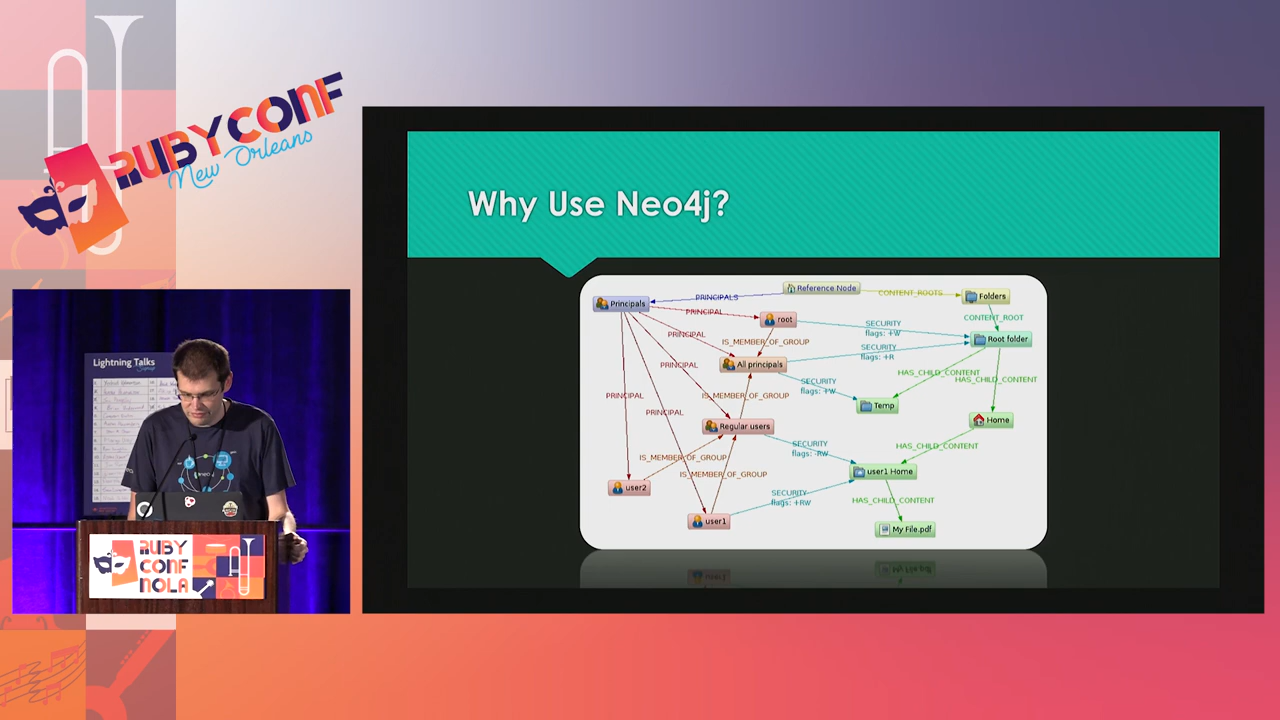 RUBYCONF
New Orleans
Lightning Talks
RUBY
CONF
NOLA
Why Use Neo4j?
Reference Node
Principals
PRINCIPALS
CONTENT_ROOTS
Folders
PRINCIPAL
root
CONTENT_ROOT
SECURITY
flags: +W
PRINCIPAL
IS_MEMBER_OF_GROUP
Root folder
SECURITY
flags: +R
PRINCIPAL
All principals
HAS_CHILD_CONTENT
HAS_CHILD_CONTENT
SECURITY
flags: +W
PRINCIPAL
IS_MEMBER_OF_GROUP
Temp
PRINCIPAL
Home
Regular users
SECURITY
flags: -RW
HAS_CHILD_CONTENT
IS_MEMBER_OF_GROUP
IS_MEMBER_OF_GROUP
user1 Home
user2
SECURITY
flags: +RW
HAS_CHILD_CONTENT
user1
My File.pdf